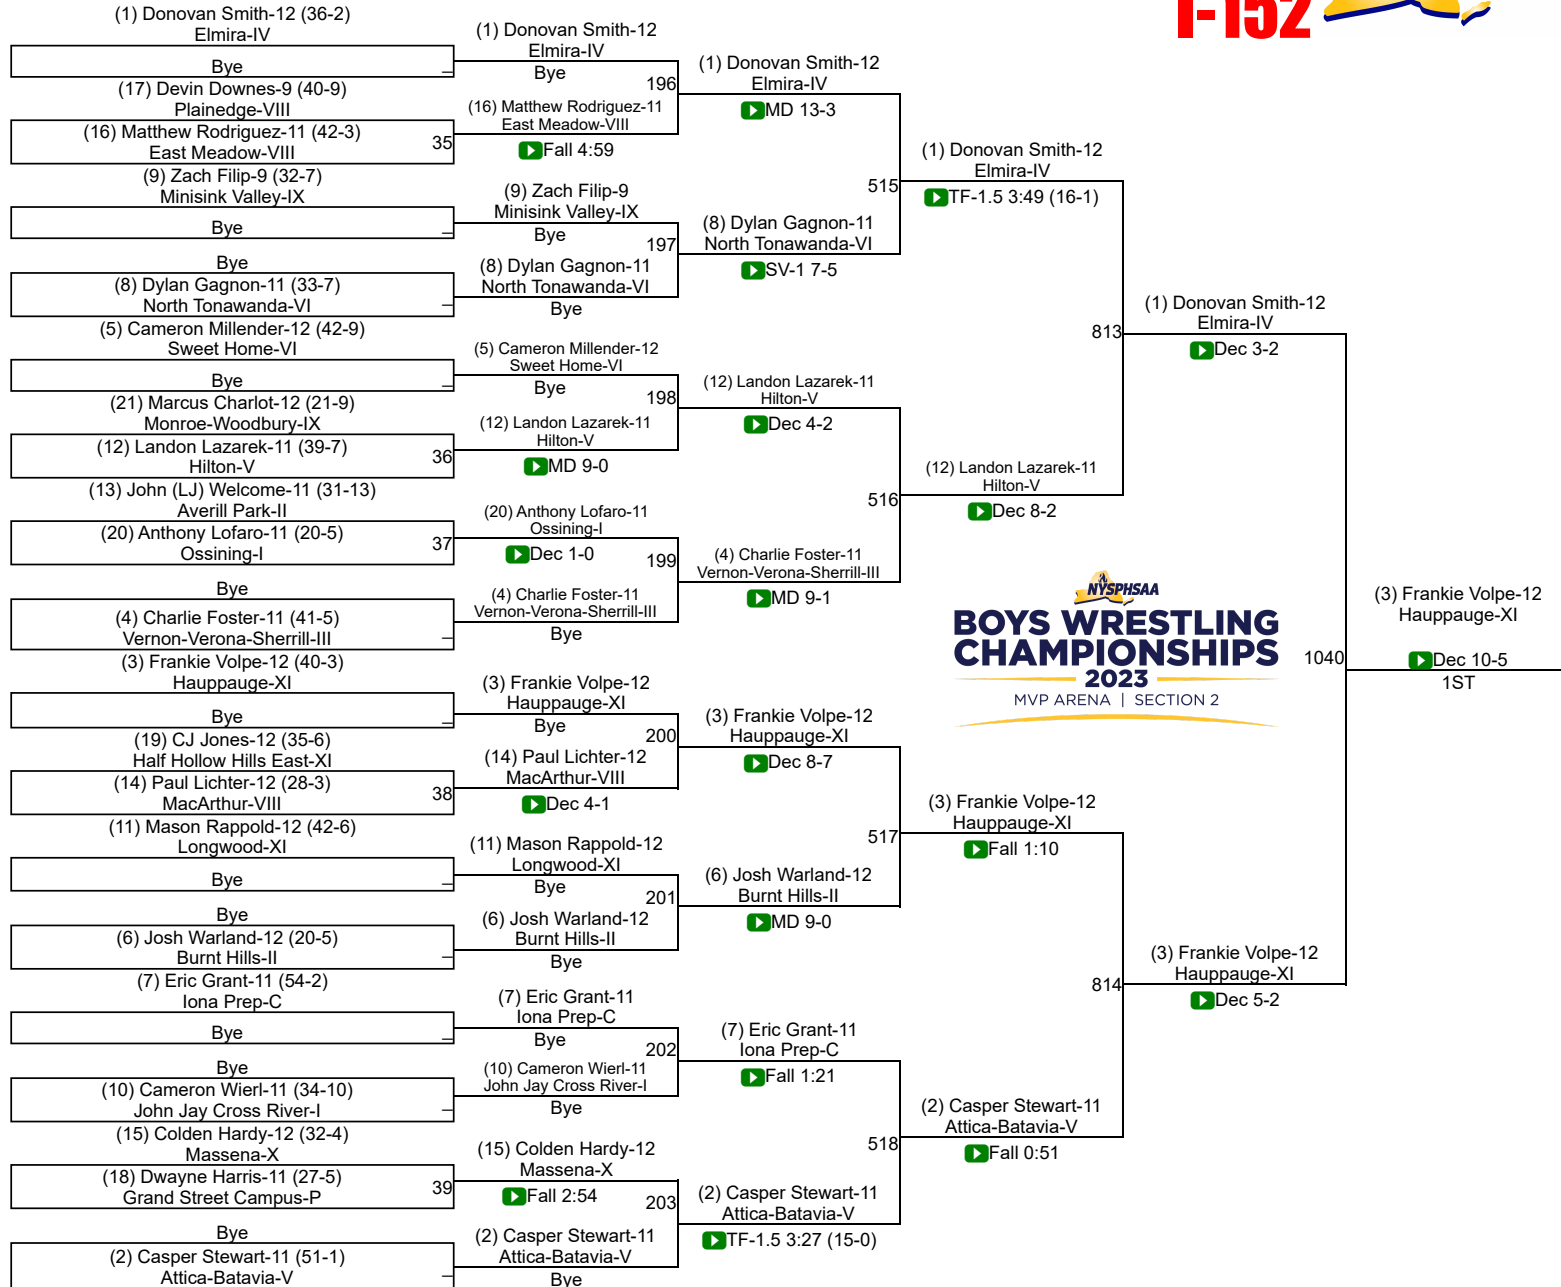 I-152
(1) Donovan Smith-12 (36-2)
Elmira-IV
Bye
(17) Devin Downes-9 (40-9)
Plainedge-VIII
(16) Matthew Rodriguez-11 (42-3)
East Meadow-VIII
35
(9) Zach Filip-9 (32-7)
Minisink Valley-IX
Bye
Bye
(8) Dylan Gagnon-11 (33-7)
North Tonawanda-VI
(5) Cameron Millender-12 (42-9)
Sweet Home-VI
Bye
(21) Marcus Charlot-12 (21-9)
Monroe-Woodbury-IX
(12) Landon Lazarek-11 (39-7)
Hilton-V
36
(13) John (LJ) Welcome-11 (31-13)
Averill Park-II
(20) Anthony Lofaro-11 (20-5)
Ossining-I
37
Bye
(4) Charlie Foster-11 (41-5)
Vernon-Verona-Sherrill-III
(3) Frankie Volpe-12 (40-3)
Hauppauge-XI
Bye
(19) CJ Jones-12 (35-6)
Half Hollow Hills East-XI
(14) Paul Lichter-12 (28-3)
MacArthur-VIII
38
(11) Mason Rappold-12 (42-6)
Longwood-XI
Bye
Bye
(6) Josh Warland-12 (20-5)
Burnt Hills-II
(7) Eric Grant-11 (54-2)
Iona Prep-C
Bye
Bye
(10) Cameron Wierl-11 (34-10)
John Jay Cross River-I
(15) Colden Hardy-12 (32-4)
Massena-X
(18) Dwayne Harris-11 (27-5)
Grand Street Campus-P
39
Bye
(2) Casper Stewart-11 (51-1)
Attica-Batavia-V
(1) Donovan Smith-12
Elmira-IV
Bye
196
(16) Matthew Rodriguez-11
East Meadow-VIII
Fall 4:59
(9) Zach Filip-9
Minisink Valley-IX
Bye
197
(8) Dylan Gagnon-11
North Tonawanda-VI
Bye
(5) Cameron Millender-12
Sweet Home-VI
Bye
198
(12) Landon Lazarek-11
Hilton-V
MD 9-0
(20) Anthony Lofaro-11
Ossining-I
Dec 1-0
199
(4) Charlie Foster-11
Vernon-Verona-Sherrill-III
Bye
(3) Frankie Volpe-12
Hauppauge-XI
Bye
200
(14) Paul Lichter-12
MacArthur-VIII
Dec 4-1
(11) Mason Rappold-12
Longwood-XI
Bye
201
(6) Josh Warland-12
Burnt Hills-II
Bye
(7) Eric Grant-11
Iona Prep-C
Bye
202
(10) Cameron Wierl-11
John Jay Cross River-I
Bye
(15) Colden Hardy-12
Massena-X
Fall 2:54
203
(2) Casper Stewart-11
Attica-Batavia-V
Bye
(1) Donovan Smith-12
Elmira-IV
MD 13-3
515
(8) Dylan Gagnon-11
North Tonawanda-VI
SV-1 7-5
(12) Landon Lazarek-11
Hilton-V
Dec 4-2
516
(4) Charlie Foster-11
Vernon-Verona-Sherrill-III
MD 9-1
(3) Frankie Volpe-12
Hauppauge-XI
Dec 8-7
517
(6) Josh Warland-12
Burnt Hills-II
MD 9-0
(7) Eric Grant-11
Iona Prep-C
Fall 1:21
518
(2) Casper Stewart-11
Attica-Batavia-V
TF-1.5 3:27 (15-0)
(1) Donovan Smith-12
Elmira-IV
TF-1.5 3:49 (16-1)
813
(12) Landon Lazarek-11
Hilton-V
Dec 8-2
NYSPHSAA
BOYS WRESTLING
CHAMPIONSHIPS
2023
MVP ARENA | SECTION 2
(3) Frankie Volpe-12
Hauppauge-XI
Fall 1:10
814
(2) Casper Stewart-11
Attica-Batavia-V
Fall 0:51
(1) Donovan Smith-12
Elmira-IV
Dec 3-2
1040
(3) Frankie Volpe-12
Hauppauge-XI
Dec 5-2
(3) Frankie Volpe-12
Hauppauge-XI
Dec 10-5
1ST